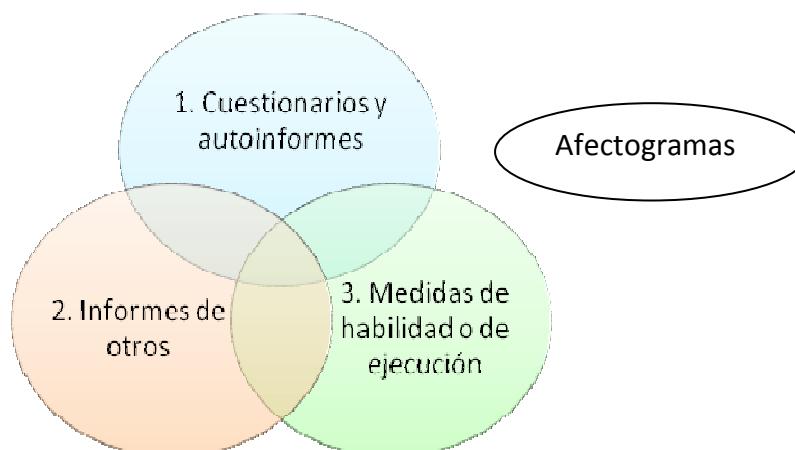 1. Cuestionarios y
autoinformes
Afectogramas
2. Informes de
otros
3. Medidas de
habilidad o de
ejecución